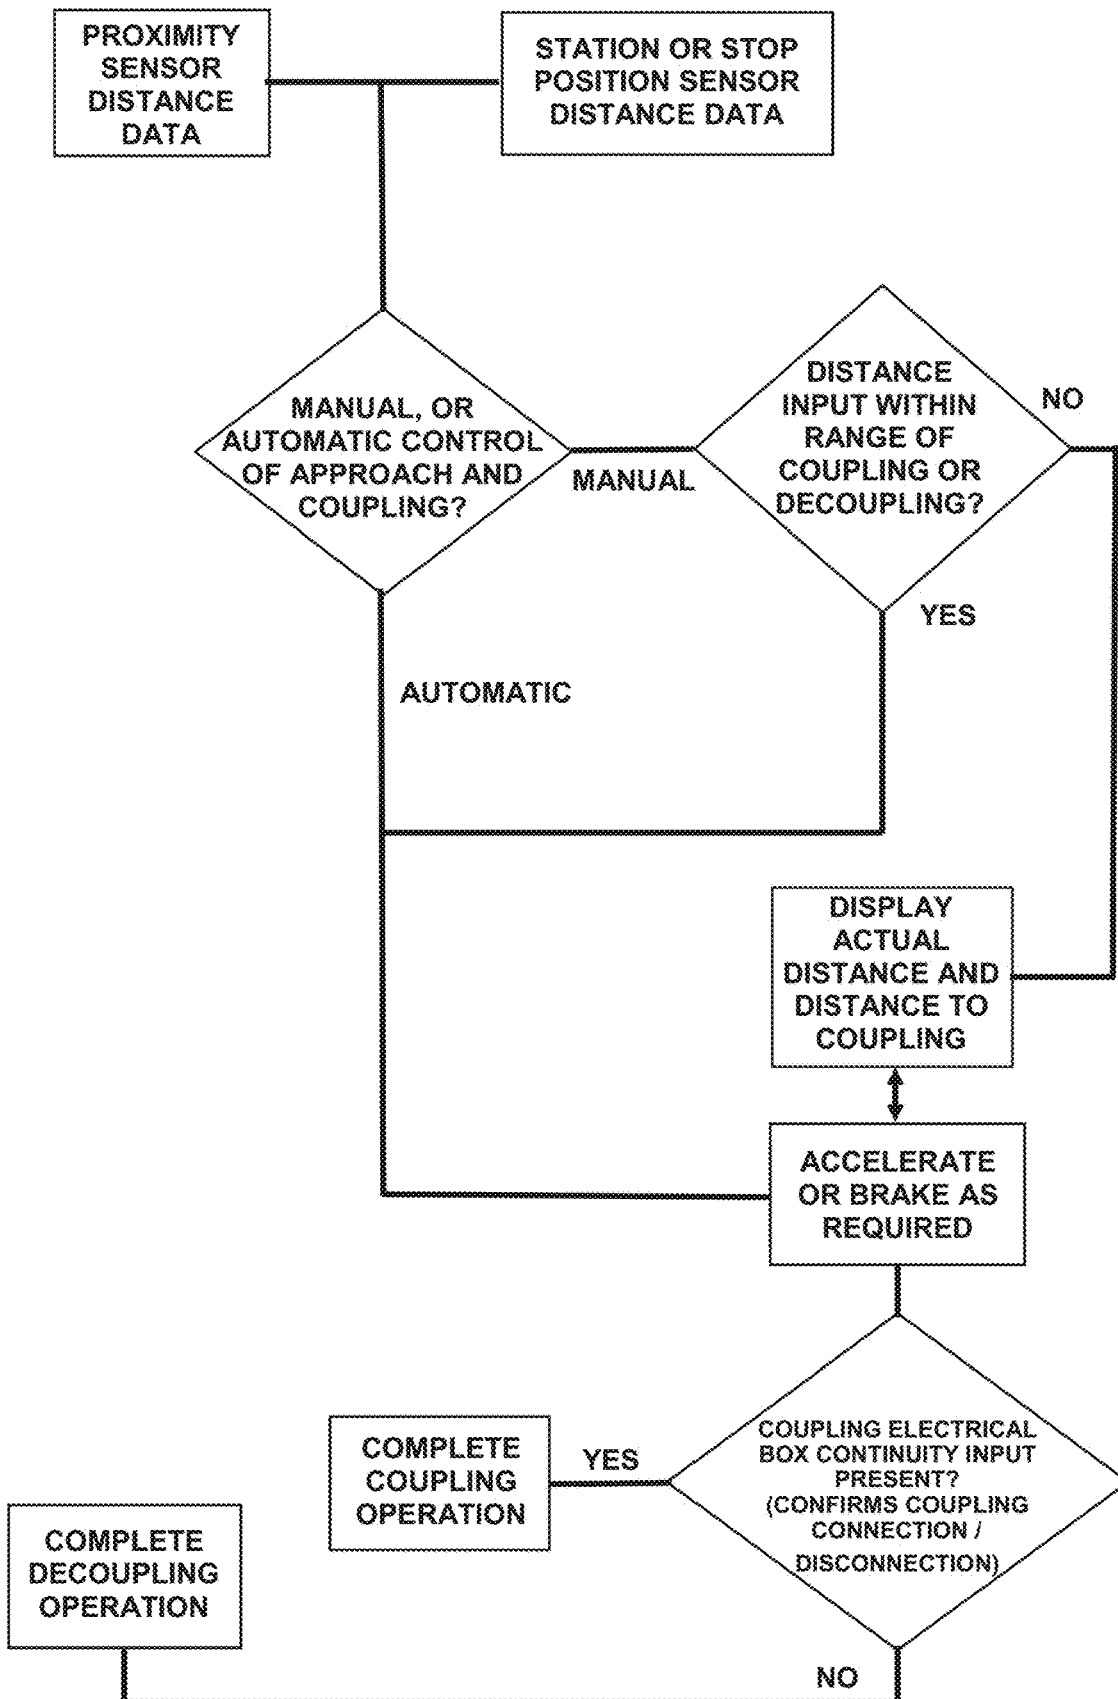 PROXIMITY
SENSOR
DISTANCE
DATA
STATION OR STOP
POSITION SENSOR
DISTANCE DATA
MANUAL, OR
AUTOMATIC CONTROL
OF APPROACH AND
COUPLING?
MANUAL
DISTANCE
INPUT WITHIN
RANGE OF
COUPLING OR
DECOUPLING?
NO
YES
AUTOMATIC
DISPLAY
ACTUAL
DISTANCE AND
DISTANCE TO
COUPLING
ACCELERATE
OR BRAKE AS
REQUIRED
COUPLING ELECTRICAL
BOX CONTINUITY INPUT
PRESENT?
(CONFIRMS COUPLING
CONNECTION /
DISCONNECTION)
YES
COMPLETE
COUPLING
OPERATION
COMPLETE
DECOUPLING
OPERATION
NO